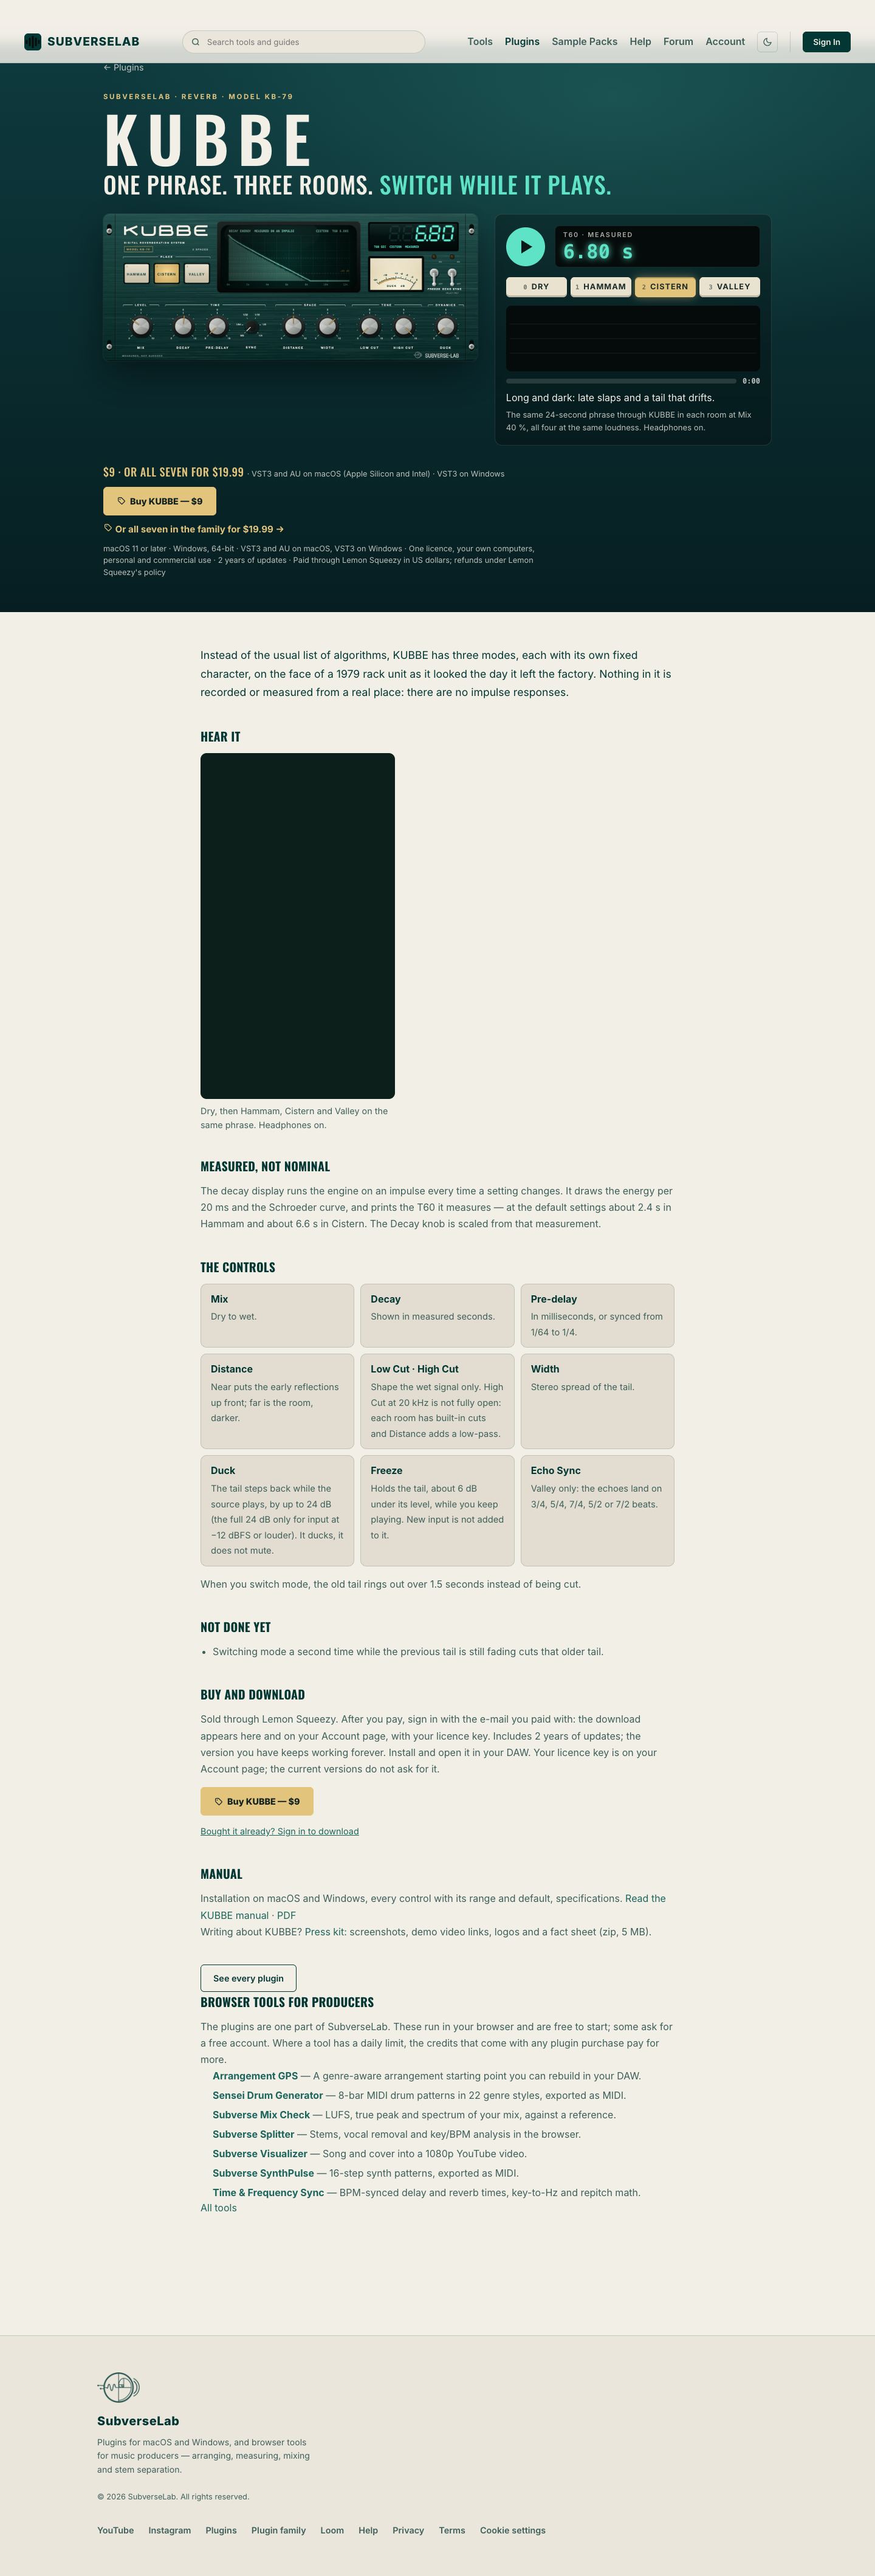 SUBVERSELAB
Search tools and guides
Tools
Plugins
Sample Packs
Help
Forum
Account
Sign In
← Plugins
SUBVERSELAB · REVERB · MODEL KB-79
KUBBE
ONE PHRASE. THREE ROOMS. SWITCH WHILE IT PLAYS.
KUBBE
DIGITAL REVERBERATION SYSTEM
PLACE
HAMMAM
CISTERN
VALLEY
6.80
LEVEL
TIME
SPACE
TONE
DYNAMICS
MIX
DECAY
PRE-DELAY
SYNC
DISTANCE
WIDTH
LOW CUT
HIGH CUT
DUCK
SUBVERSE-LAB
T60 · MEASURED
6.80 s
0 DRY
1 HAMMAM
2 CISTERN
3 VALLEY
0:00
Long and dark: late slaps and a tail that drifts.
The same 24-second phrase through KUBBE in each room at Mix
40 %, all four at the same loudness. Headphones on.
$9 · OR ALL SEVEN FOR $19.99 · VST3 and AU on macOS (Apple Silicon and Intel) · VST3 on Windows
Buy KUBBE — $9
Or all seven in the family for $19.99 →
macOS 11 or later · Windows, 64-bit · VST3 and AU on macOS, VST3 on Windows · One licence, your own computers,
personal and commercial use · 2 years of updates · Paid through Lemon Squeezy in US dollars; refunds under Lemon
Squeezy's policy
Instead of the usual list of algorithms, KUBBE has three modes, each with its own fixed
character, on the face of a 1979 rack unit as it looked the day it left the factory. Nothing in it is
recorded or measured from a real place: there are no impulse responses.
HEAR IT
Dry, then Hammam, Cistern and Valley on the
same phrase. Headphones on.
MEASURED, NOT NOMINAL
The decay display runs the engine on an impulse every time a setting changes. It draws the energy per
20 ms and the Schroeder curve, and prints the T60 it measures — at the default settings about 2.4 s in
Hammam and about 6.6 s in Cistern. The Decay knob is scaled from that measurement.
THE CONTROLS
Mix
Dry to wet.
Decay
Shown in measured seconds.
Pre-delay
In milliseconds, or synced from
1/64 to 1/4.
Distance
Near puts the early reflections
up front; far is the room,
darker.
Low Cut · High Cut
Shape the wet signal only. High
Cut at 20 kHz is not fully open:
each room has built-in cuts
and Distance adds a low-pass.
Width
Stereo spread of the tail.
Duck
The tail steps back while the
source plays, by up to 24 dB
(the full 24 dB only for input at
−12 dBFS or louder). It ducks, it
does not mute.
Freeze
Holds the tail, about 6 dB
under its level, while you keep
playing. New input is not added
to it.
Echo Sync
Valley only: the echoes land on
3/4, 5/4, 7/4, 5/2 or 7/2 beats.
When you switch mode, the old tail rings out over 1.5 seconds instead of being cut.
NOT DONE YET
• Switching mode a second time while the previous tail is still fading cuts that older tail.
BUY AND DOWNLOAD
Sold through Lemon Squeezy. After you pay, sign in with the e-mail you paid with: the download
appears here and on your Account page, with your licence key. Includes 2 years of updates; the
version you have keeps working forever. Install and open it in your DAW. Your licence key is on your
Account page; the current versions do not ask for it.
Buy KUBBE — $9
Bought it already? Sign in to download
MANUAL
Installation on macOS and Windows, every control with its range and default, specifications. Read the
KUBBE manual · PDF
Writing about KUBBE? Press kit: screenshots, demo video links, logos and a fact sheet (zip, 5 MB).
See every plugin
BROWSER TOOLS FOR PRODUCERS
The plugins are one part of SubverseLab. These run in your browser and are free to start; some ask for
a free account. Where a tool has a daily limit, the credits that come with any plugin purchase pay for
more.
Arrangement GPS — A genre-aware arrangement starting point you can rebuild in your DAW.
Sensei Drum Generator — 8-bar MIDI drum patterns in 22 genre styles, exported as MIDI.
Subverse Mix Check — LUFS, true peak and spectrum of your mix, against a reference.
Subverse Splitter — Stems, vocal removal and key/BPM analysis in the browser.
Subverse Visualizer — Song and cover into a 1080p YouTube video.
Subverse SynthPulse — 16-step synth patterns, exported as MIDI.
Time & Frequency Sync — BPM-synced delay and reverb times, key-to-Hz and repitch math.
All tools
SubverseLab
Plugins for macOS and Windows, and browser tools
for music producers — arranging, measuring, mixing
and stem separation.
© 2026 SubverseLab. All rights reserved.
YouTube
Instagram
Plugins
Plugin family
Loom
Help
Privacy
Terms
Cookie settings